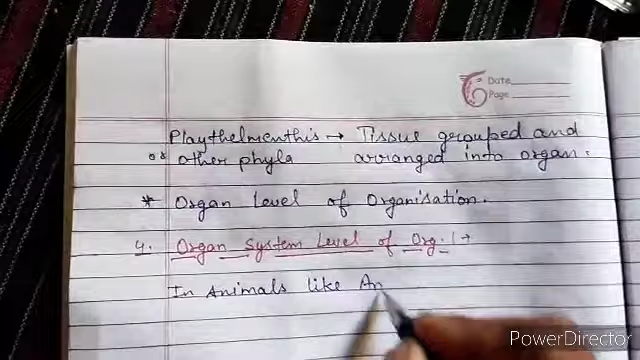 Date
Page
Playthelmenthis → Tissue grouped and
or other phyla arranged into organ.
* Organ Level of Organisation.
4. Organ System Level of Org. :→
In Animals like An
PowerDirector